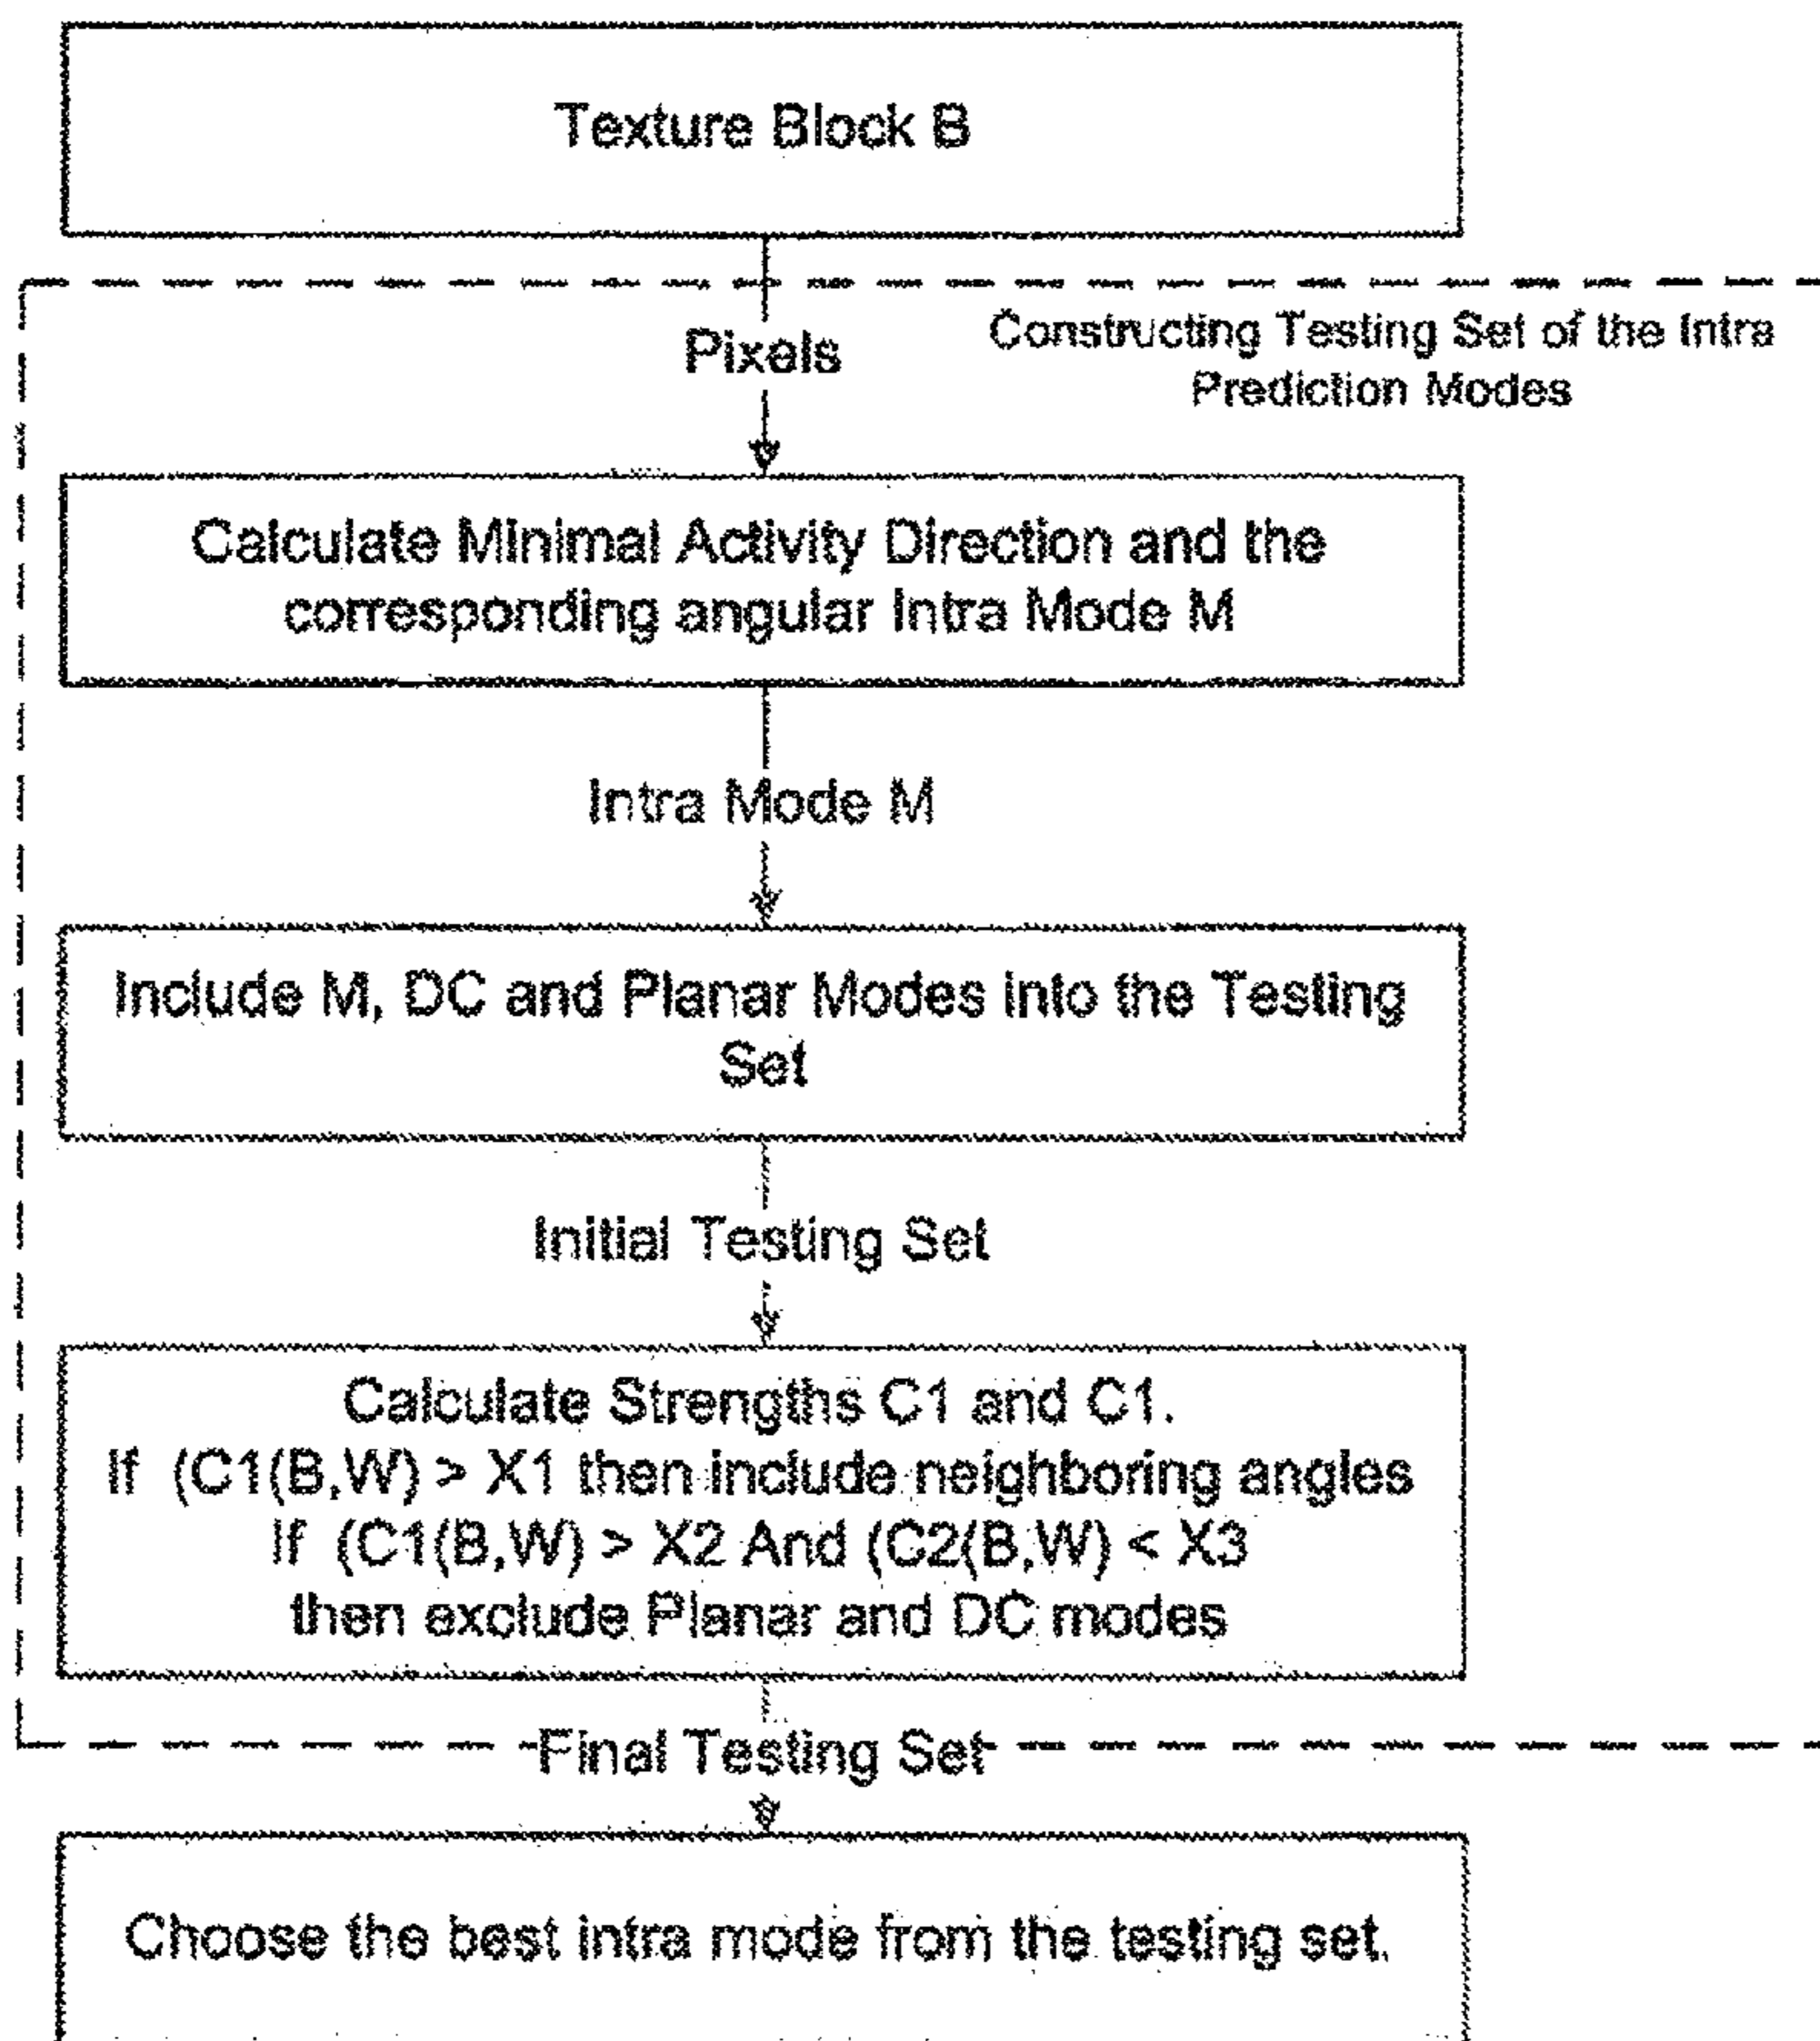 Texture Block B
Pixels
Constructing Testing Set of the Intra
Prediction Modes
Calculate Minimal Activity Direction and the
corresponding angular Intra Mode M
Intra Mode M
Include M, DC and Planar Modes into the Testing
Set
Initial Testing Set
Calculate Strengths C1 and C1.
If (C1(B,W) > X1 then include neighboring angles
If (C1(B,W) > X2 And (C2(B,W) < X3
then exclude Planar and DC modes
Final Testing Set
Choose the best intra mode from the testing set.